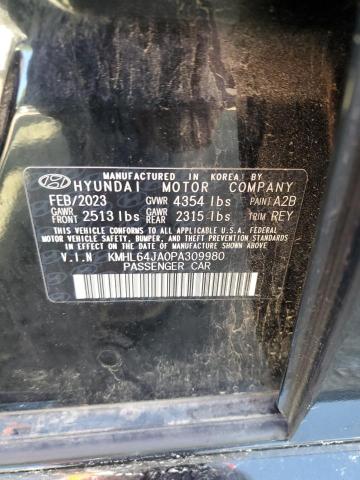 MANUFACTURED IN KOREA BY
HYUNDAI MOTOR COMPANY
FEB/2023 GVWR 4354 lbs PAINT A2B
GAWR FRONT 2513 lbs GAWR REAR 2315 lbs TRIM REY
THIS VEHICLE CONFORMS TO ALL APPLICABLE U.S.A. FEDERAL
MOTOR VEHICLE SAFETY, BUMPER, AND THEFT PREVENTION STANDARDS
IN EFFECT ON THE DATE OF MANUFACTURE SHOWN ABOVE.
V.I.N KMHL64JA0PA309980
PASSENGER CAR